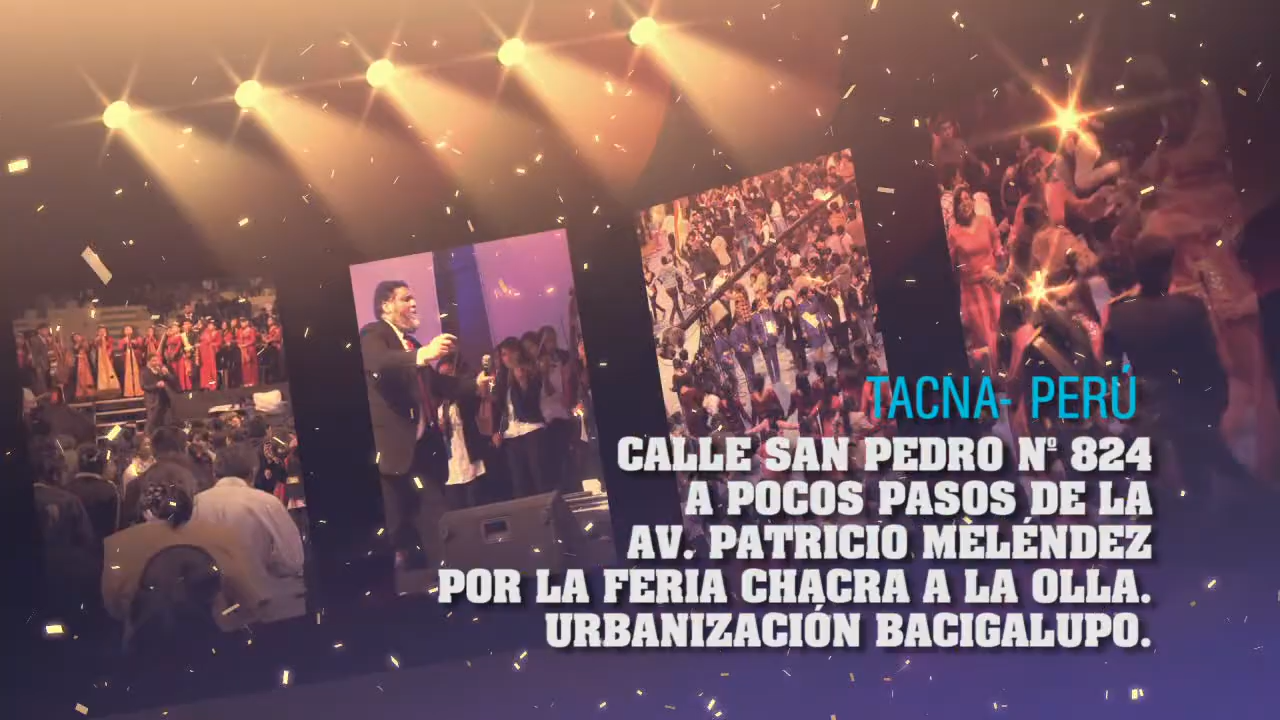 TACNA- PERÚ
CALLE SAN PEDRO Nº 824
A POCOS PASOS DE LA
AV. PATRICIO MELÉNDEZ
POR LA FERIA CHACRA A LA OLLA.
URBANIZACIÓN BACIGALUPO.